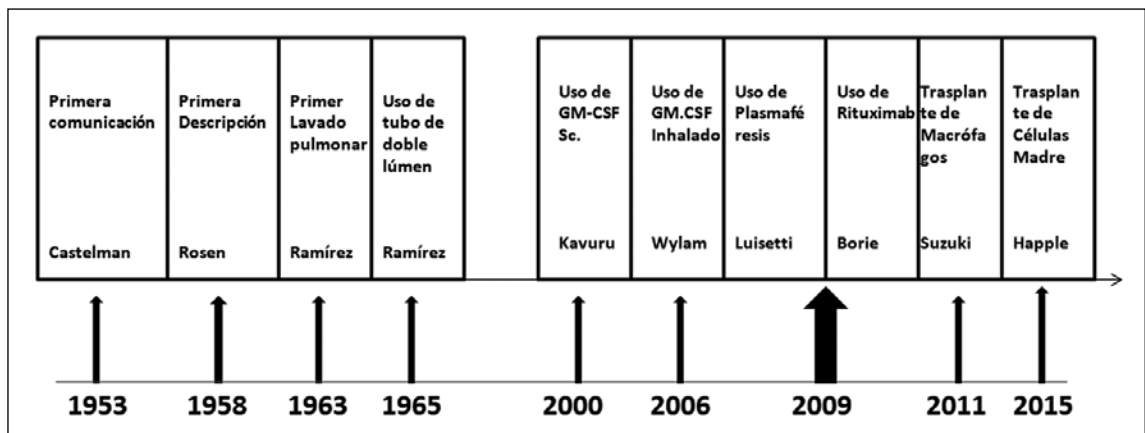 Primera
comunicación
Castelman
Primera
Descripción
Rosen
Primer
Lavado
pulmonar
Ramírez
Uso de
tubo de
doble
lúmen
Ramírez
Uso de
GM-CSF
Sc.
Kavuru
Uso de
GM.CSF
Inhalado
Wylam
Uso de
Plasmafé
resis
Luisetti
Uso de
Rituximab
Borie
Trasplan
te de
Macrófa
gos
Suzuki
Trasplan
te de
Células
Madre
Happle
1953
1958
1963
1965
2000
2006
2009
2011
2015